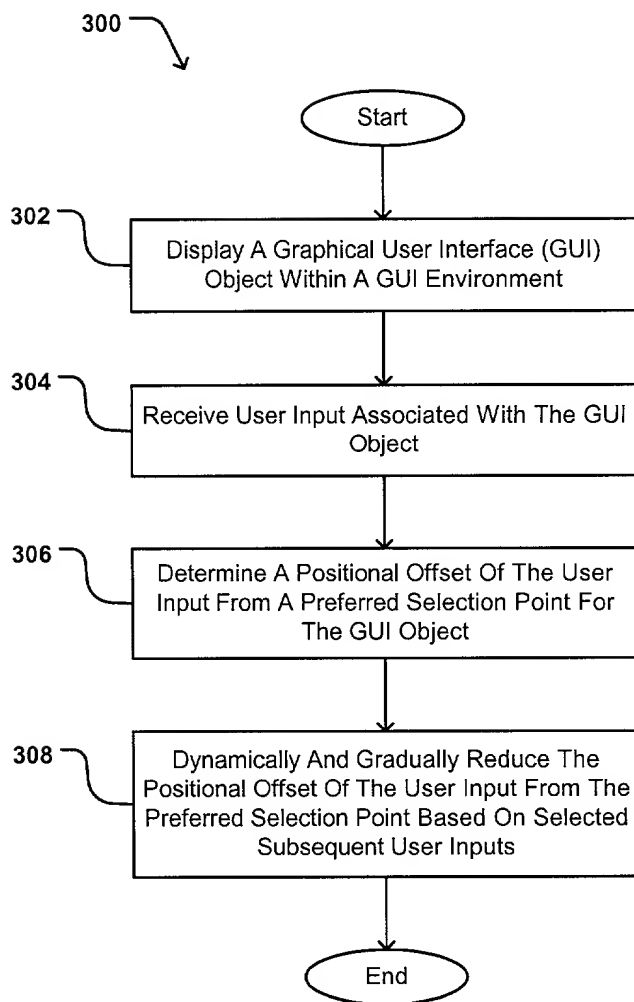 300
Start
302
Display A Graphical User Interface (GUI)
Object Within A GUI Environment
304
Receive User Input Associated With The GUI
Object
306
Determine A Positional Offset Of The User
Input From A Preferred Selection Point For
The GUI Object
308
Dynamically And Gradually Reduce The
Positional Offset Of The User Input From The
Preferred Selection Point Based On Selected
Subsequent User Inputs
End